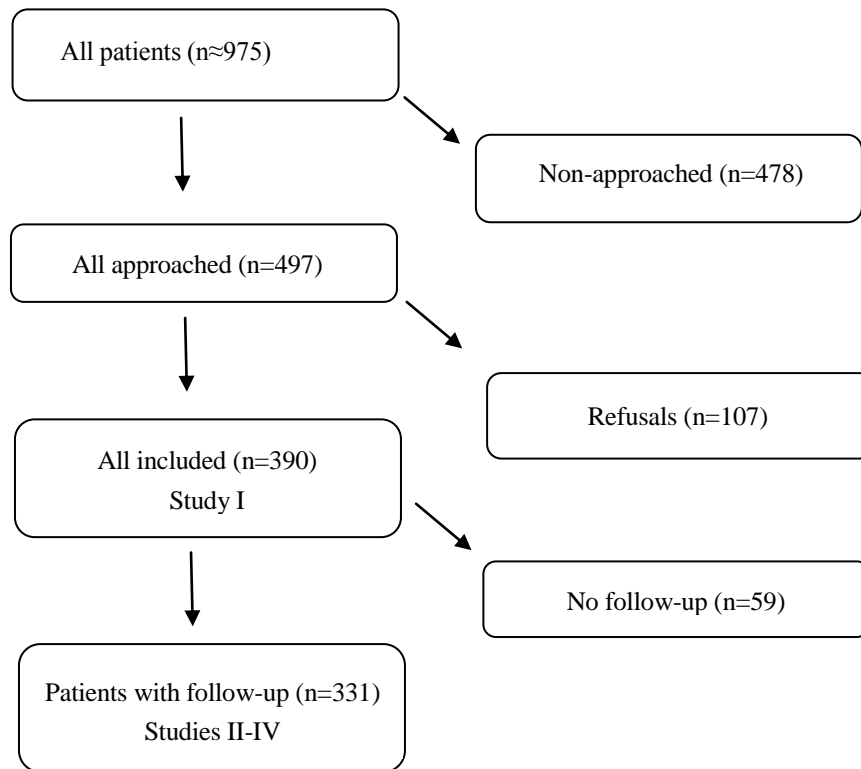 All patients (n≈975)
Non-approached (n=478)
All approached (n=497)
Refusals (n=107)
All included (n=390)
Study I
No follow-up (n=59)
Patients with follow-up (n=331)
Studies II-IV